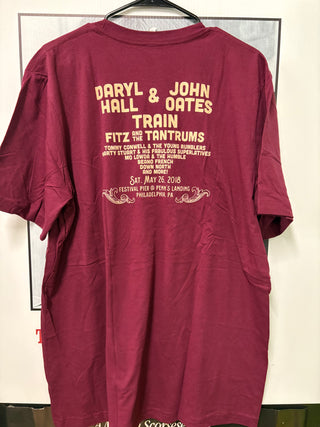 DARYL & JOHN
HALL OATES
TRAIN
FITZ AND THE TANTRUMS
TOMMY CONWELL & THE YOUNG RUMBLERS
MARTY STUART & HIS FABULOUS SUPERLATIVES
MO LOWDA & THE HUMBLE
BEGNO FRENCH
DOWN NORTH
AND MORE!
SAT, MAY 26, 2018
FESTIVAL PIER @ PENN'S LANDING
PHILADELPHIA, PA